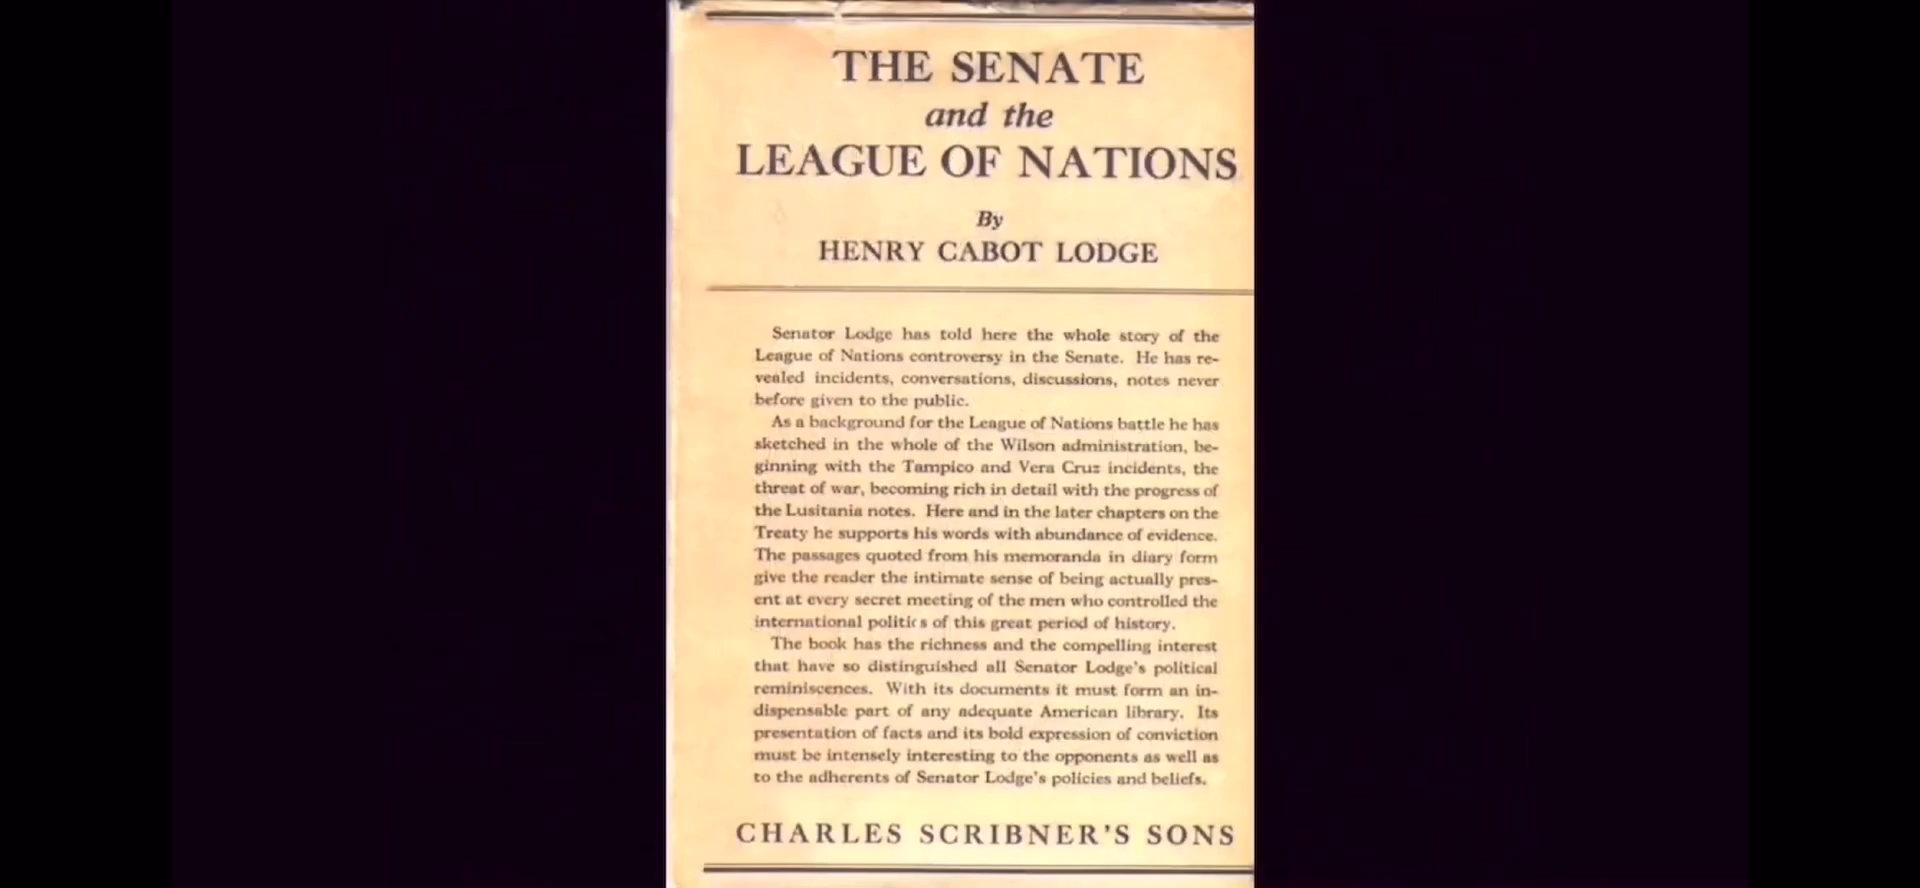 THE SENATE
and the
LEAGUE OF NATIONS
By
HENRY CABOT LODGE
Senator Lodge has told here the whole story of the
League of Nations controversy in the Senate. He has re-
vealed incidents, conversations, discussions, notes never
before given to the public.
As a background for the League of Nations battle he has
sketched in the whole of the Wilson administration, be-
ginning with the Tampico and Vera Cruz incidents, the
threat of war, becoming rich in detail with the progress of
the Lusitania notes. Here and in the later chapters on the
Treaty he supports his words with abundance of evidence.
The passages quoted from his memoranda in diary form
give the reader the intimate sense of being actually pres-
ent at every secret meeting of the men who controlled the
international politics of this great period of history.
The book has the richness and the compelling interest
that have so distinguished all Senator Lodge's political
reminiscences. With its documents it must form an in-
dispensable part of any adequate American library. Its
presentation of facts and its bold expression of conviction
must be intensely interesting to the opponents as well as
to the adherents of Senator Lodge's policies and beliefs.
CHARLES SCRIBNER'S SONS